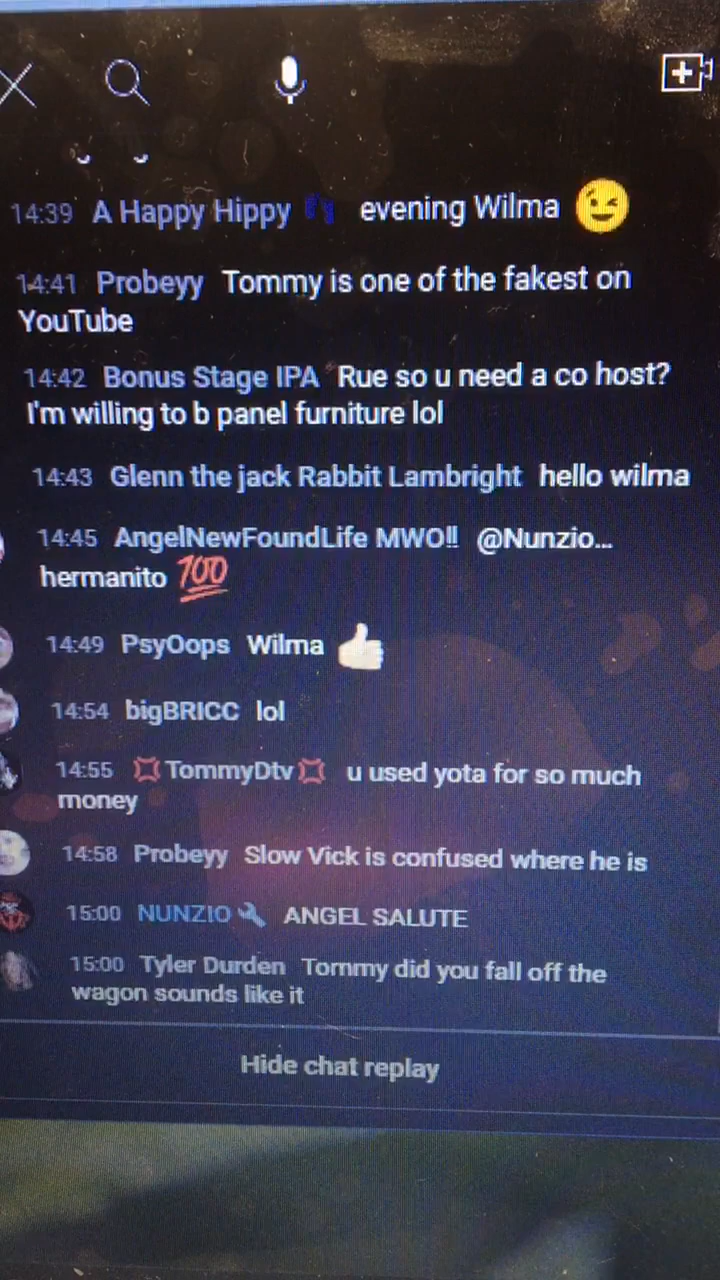 14:39 A Happy Hippy 👣 evening Wilma 😉
14:41 Probeyy Tommy is one of the fakest on
YouTube
14:42 Bonus Stage IPA Rue so u need a co host?
I'm willing to b panel furniture lol
14:43 Glenn the jack Rabbit Lambright hello wilma
14:45 AngelNewFoundLife MWO!! @Nunzio...
hermanito 💯
14:49 PsyOops Wilma 👍
14:54 bigBRICC lol
14:55 💢TommyDtv💢 u used yota for so much
money
14:58 Probeyy Slow Vick is confused where he is
15:00 NUNZIO🔧 ANGEL SALUTE
15:00 Tyler Durden Tommy did you fall off the
wagon sounds like it
Hide chat replay